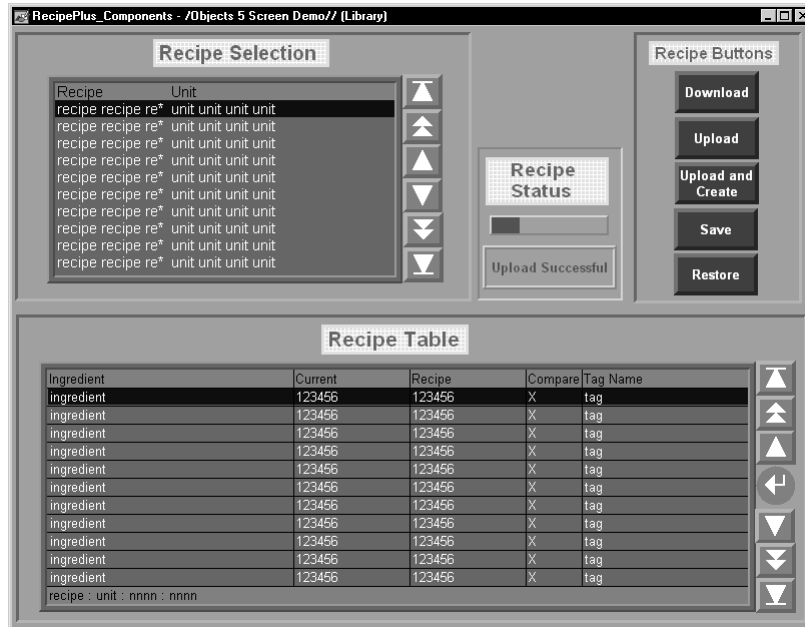 RecipePlus_Components - /Objects 5 Screen Demo// (Library)
Recipe Selection
Recipe Unit
recipe recipe re* unit unit unit unit
recipe recipe re* unit unit unit unit
recipe recipe re* unit unit unit unit
recipe recipe re* unit unit unit unit
recipe recipe re* unit unit unit unit
recipe recipe re* unit unit unit unit
recipe recipe re* unit unit unit unit
recipe recipe re* unit unit unit unit
recipe recipe re* unit unit unit unit
recipe recipe re* unit unit unit unit
Recipe
Status
Upload Successful
Recipe Buttons
Download
Upload
Upload and
Create
Save
Restore
Recipe Table
Ingredient Current Recipe Compare Tag Name
ingredient 123456 123456 X tag
ingredient 123456 123456 X tag
ingredient 123456 123456 X tag
ingredient 123456 123456 X tag
ingredient 123456 123456 X tag
ingredient 123456 123456 X tag
ingredient 123456 123456 X tag
ingredient 123456 123456 X tag
ingredient 123456 123456 X tag
ingredient 123456 123456 X tag
ingredient 123456 123456 X tag
recipe : unit : nnnn : nnnn